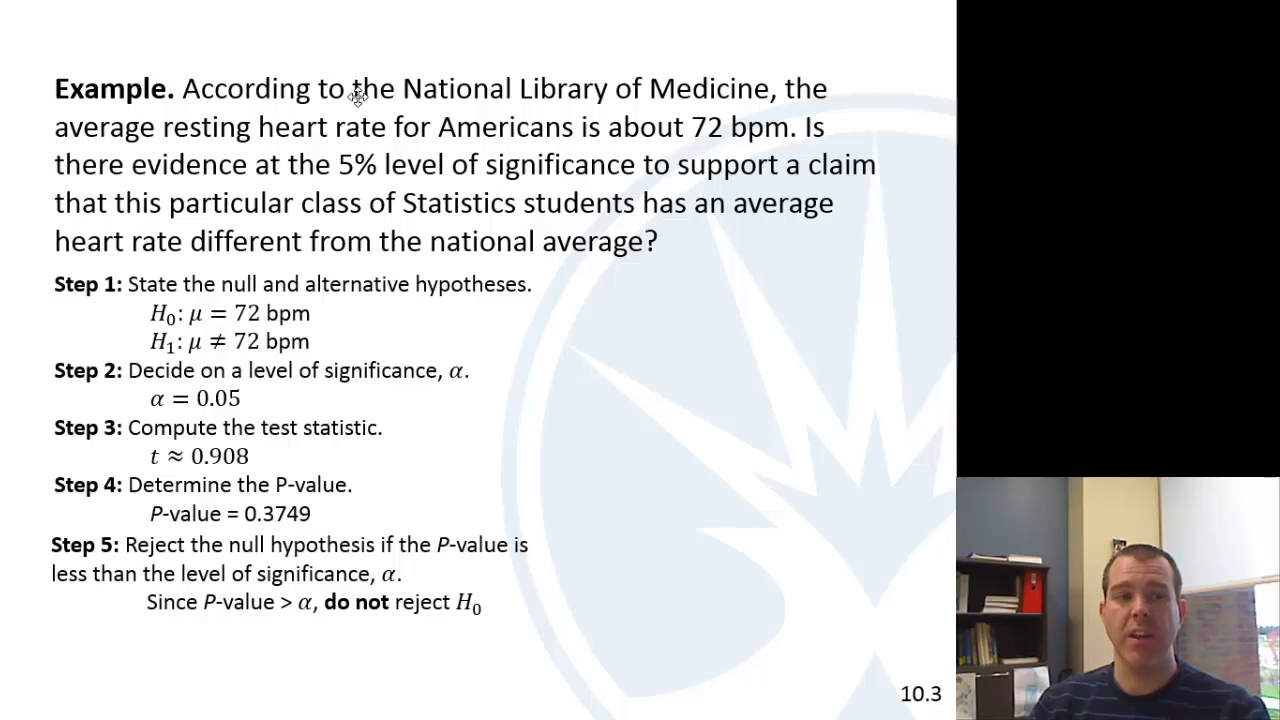 Example. According to the National Library of Medicine, the
average resting heart rate for Americans is about 72 bpm. Is
there evidence at the 5% level of significance to support a claim
that this particular class of Statistics students has an average
heart rate different from the national average?
Step 1: State the null and alternative hypotheses.
H₀: μ = 72 bpm
H₁: μ ≠ 72 bpm
Step 2: Decide on a level of significance, α.
α = 0.05
Step 3: Compute the test statistic.
t ≈ 0.908
Step 4: Determine the P-value.
P-value = 0.3749
Step 5: Reject the null hypothesis if the P-value is
less than the level of significance, α.
Since P-value > α, do not reject H₀
10.3